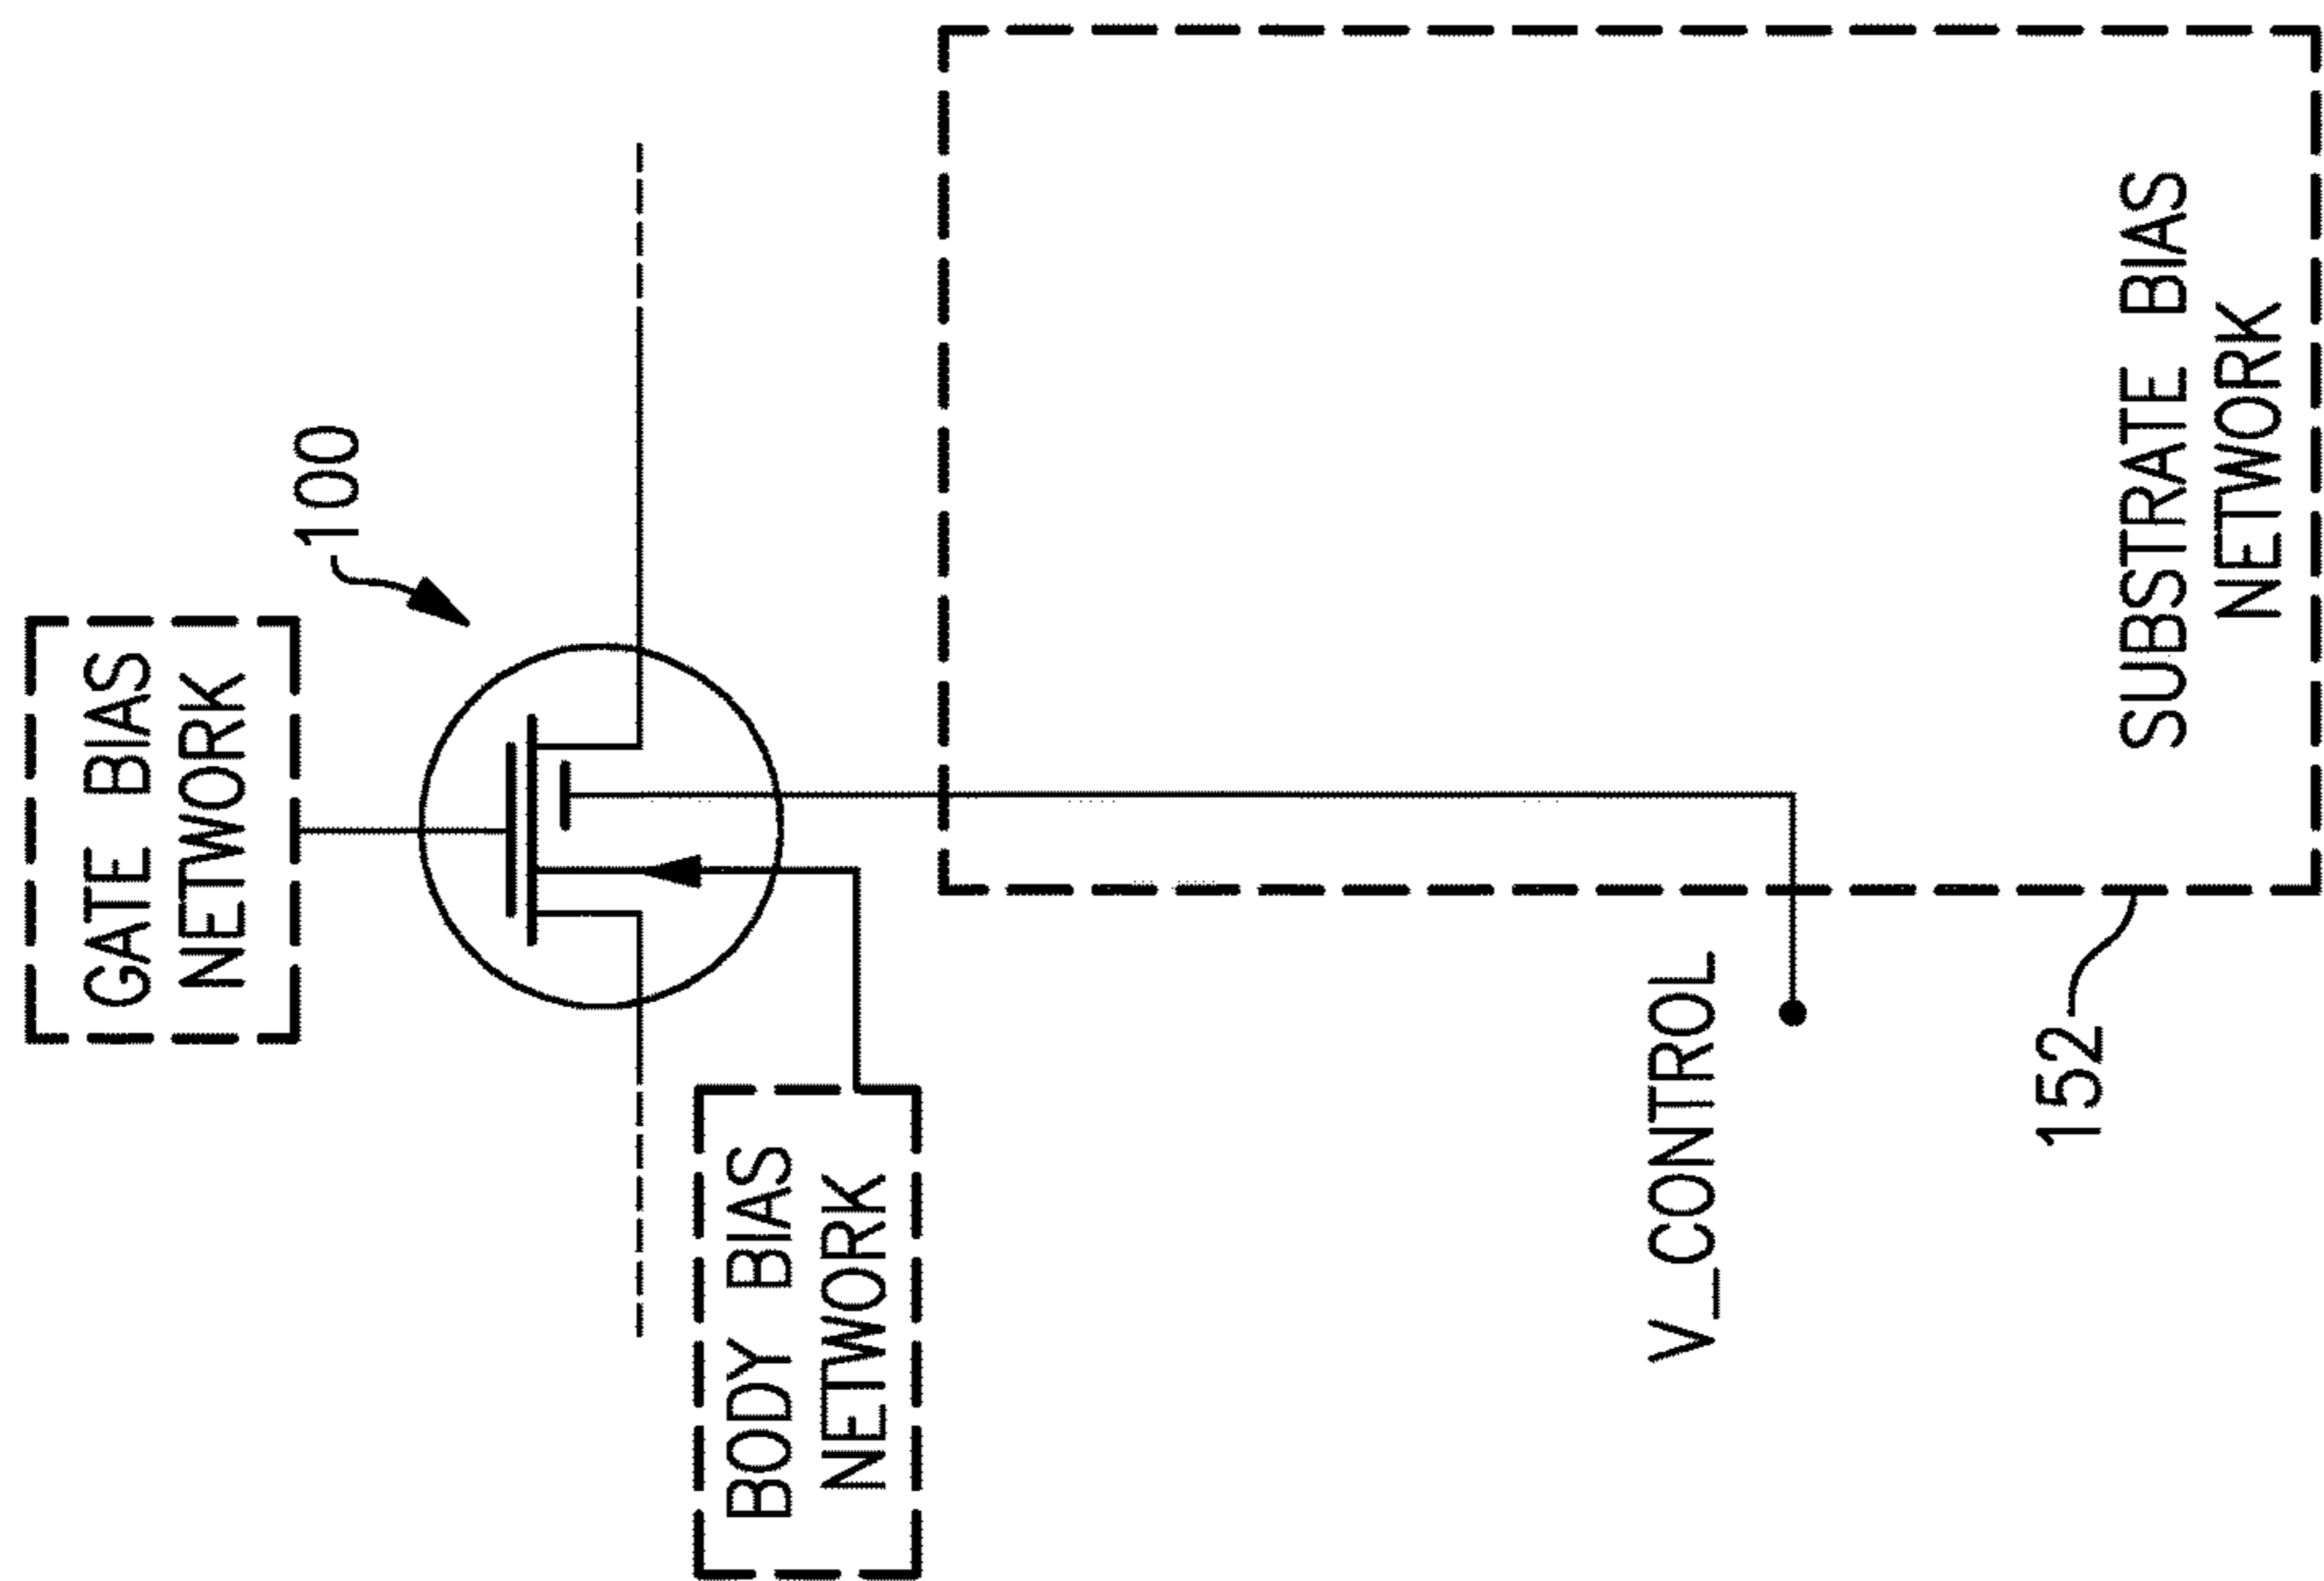 GATE BIAS
NETWORK
100
BODY BIAS
NETWORK
V_CONTROL
152
SUBSTRATE BIAS
NETWORK